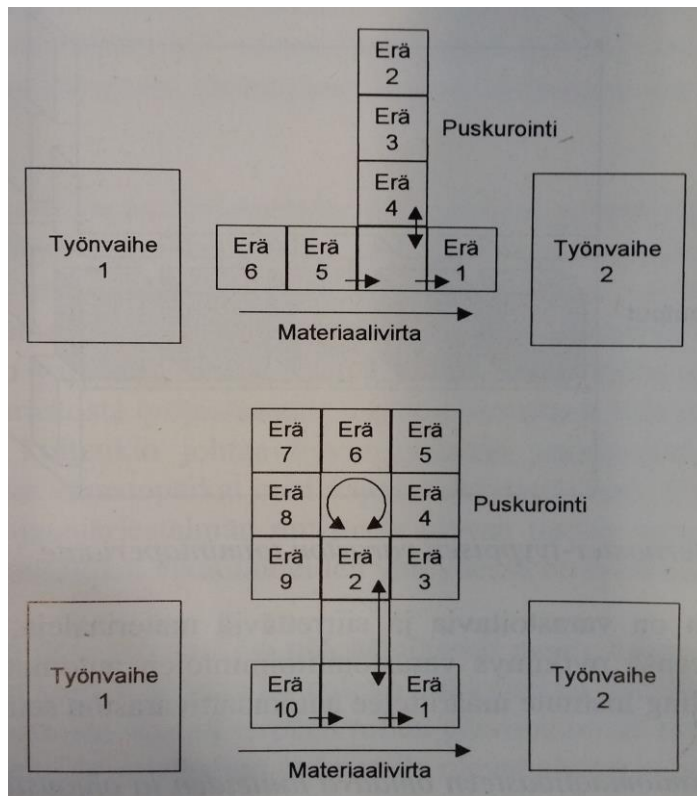 Erä
2
Erä
3
Puskurointi
Erä
4
Työnvaihe
1
Erä
6
Erä
5
Erä
1
Työnvaihe
2
Materiaalivirta
Erä
7
Erä
6
Erä
5
Erä
8
Erä
4
Puskurointi
Erä
9
Erä
2
Erä
3
Työnvaihe
1
Erä
10
Erä
1
Työnvaihe
2
Materiaalivirta